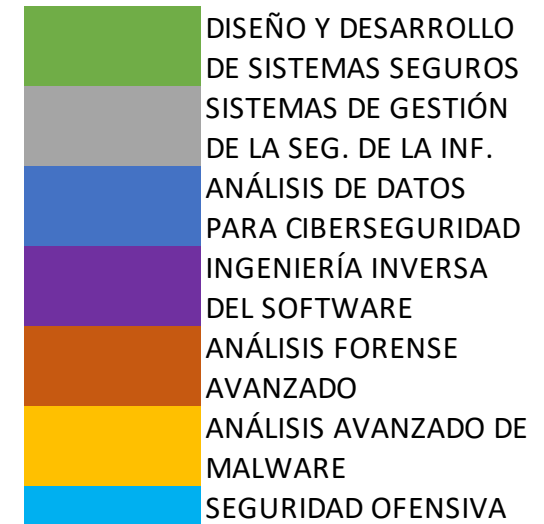 DISEÑO Y DESARROLLO
DE SISTEMAS SEGUROS
SISTEMAS DE GESTIÓN
DE LA SEG. DE LA INF.
ANÁLISIS DE DATOS
PARA CIBERSEGURIDAD
INGENIERÍA INVERSA
DEL SOFTWARE
ANÁLISIS FORENSE
AVANZADO
ANÁLISIS AVANZADO DE
MALWARE
SEGURIDAD OFENSIVA